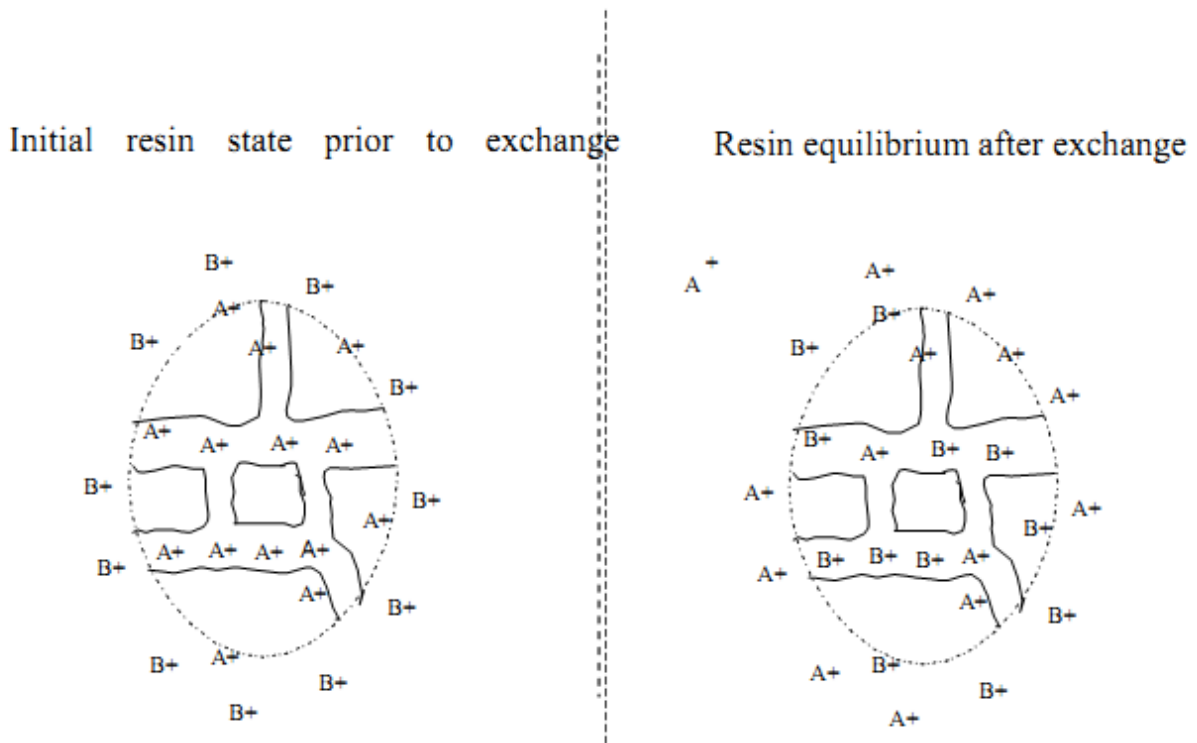 Initial resin state prior to exchange
B+
B+
A+
B+ A+ A+
B+
A+ A+ A+ A+
B+ B+
A+
A+ A+ A+ A+
B+
A+ B+
B+ A+
B+
B+
Resin equilibrium after exchange
A +
A+
A+
B+
B+ A+ A+
A+
B+ A+ B+ B+
A+ A+
B+
B+ B+ B+ A+
A+
A+ B+
A+ B+
B+
A+